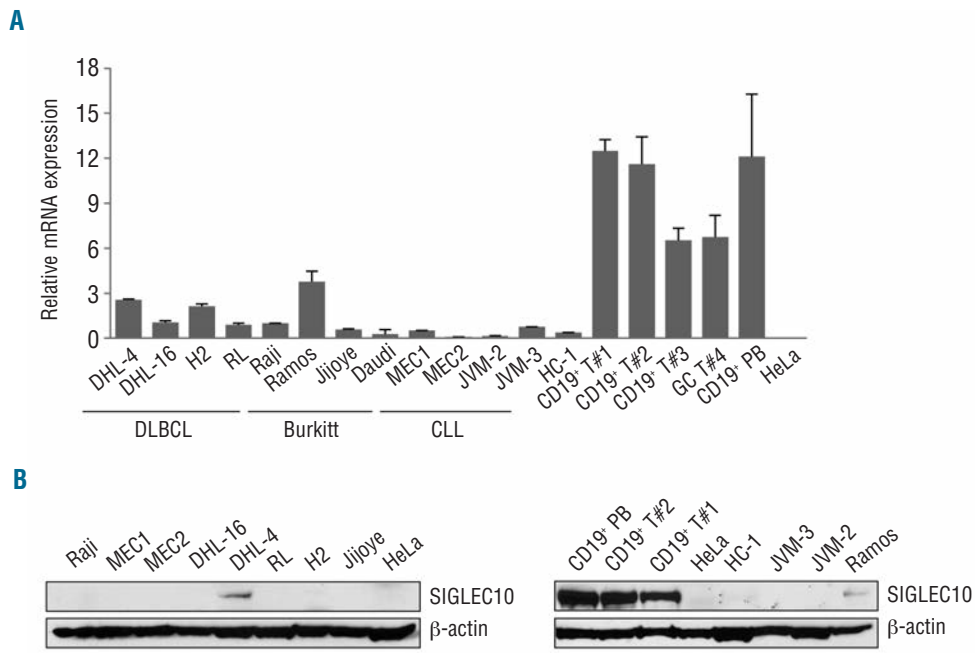 A
Relative mRNA expression
18
15
12
9
6
3
0
DHL-4
DHL-16
H2
RL
Raji
Ramos
Jijoye
Daudi
MEC1
MEC2
JVM-2
JVM-3
HC-1
CD19⁺ T#1
CD19⁺ T#2
CD19⁺ T#3
GC T#4
CD19⁺ PB
HeLa
DLBCL
Burkitt
CLL
B
Raji
MEC1
MEC2
DHL-16
DHL-4
RL
H2
Jijoye
HeLa
SIGLEC10
β-actin
CD19⁺ PB
CD19⁺ T#2
CD19⁺ T#1
HeLa
HC-1
JVM-3
JVM-2
Ramos
SIGLEC10
β-actin